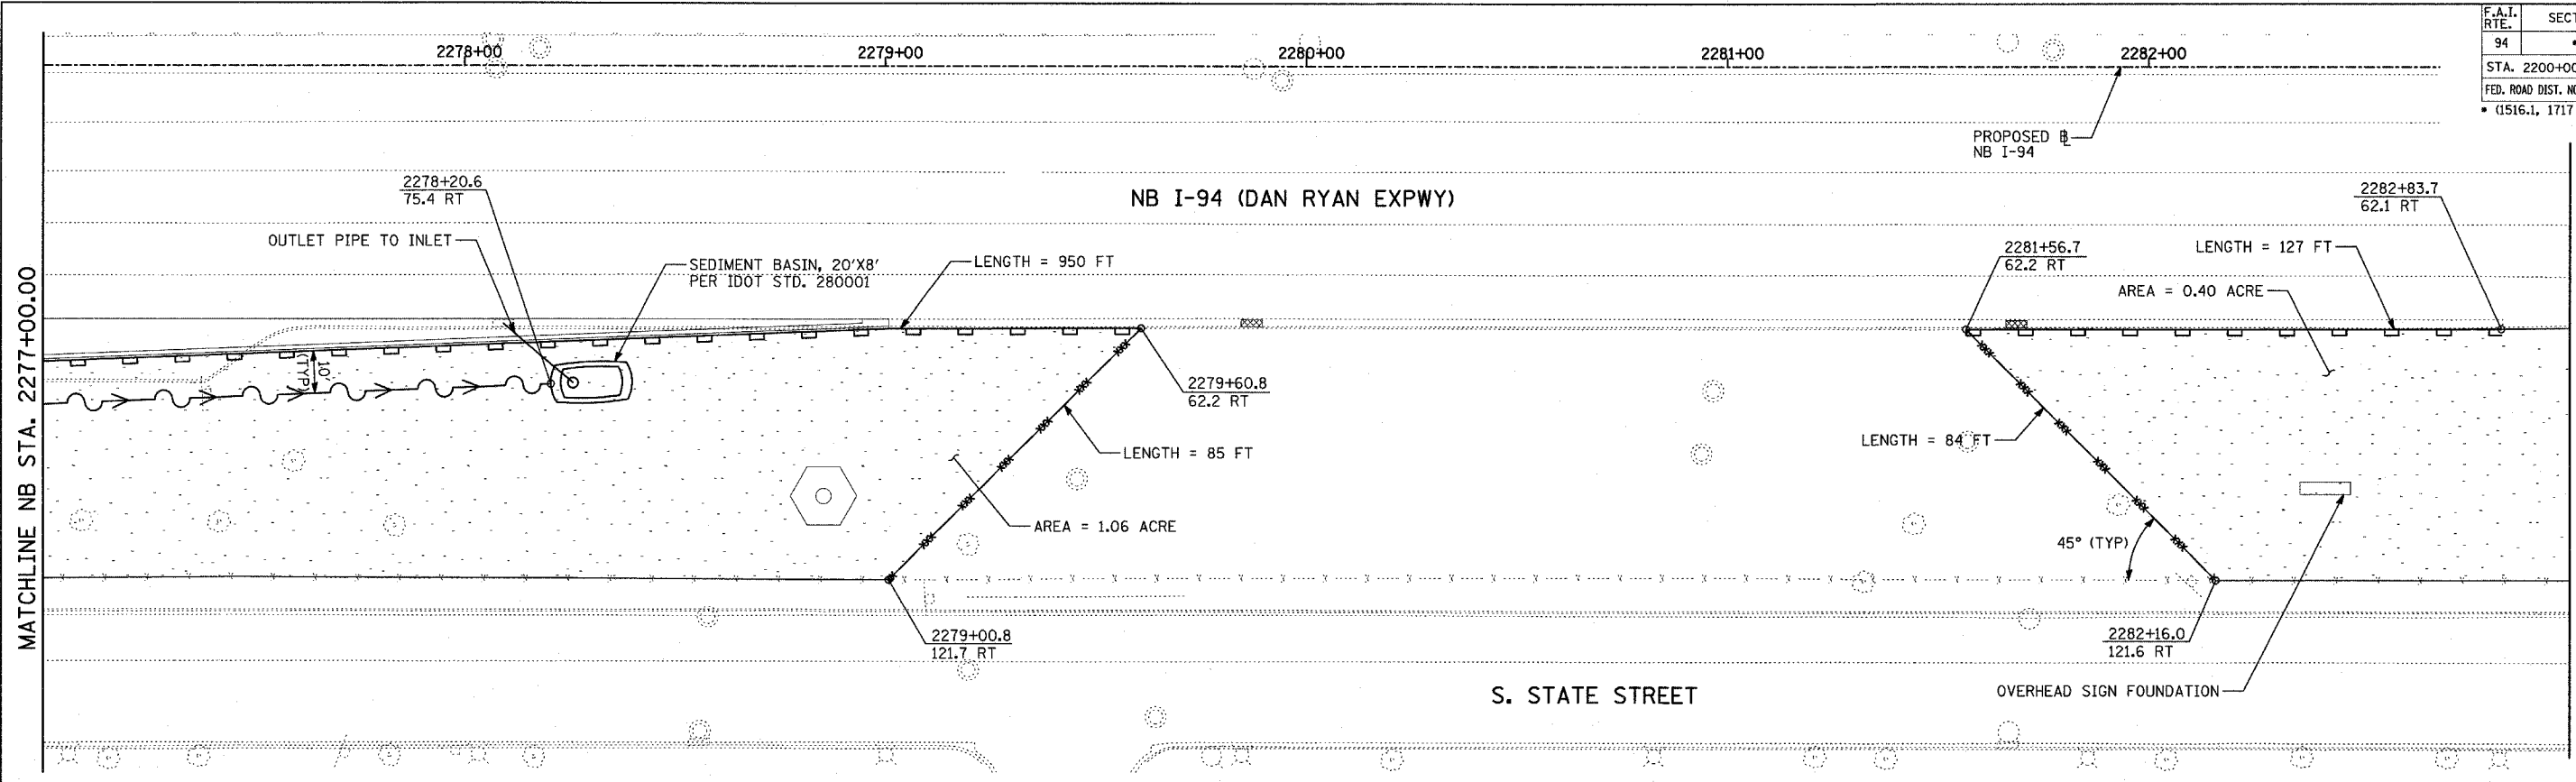 F.A.I.
RTE.
SECT
94
*
STA. 2200+00
FED. ROAD DIST. NO
* (1516.1, 1717
2278+00
2279+00
2280+00
2281+00
2282+00
PROPOSED B
NB I-94
NB I-94 (DAN RYAN EXPWY)
2278+20.6
75.4 RT
2282+83.7
62.1 RT
OUTLET PIPE TO INLET
SEDIMENT BASIN, 20'X8'
PER IDOT STD. 280001
LENGTH = 950 FT
2281+56.7
62.2 RT
LENGTH = 127 FT
AREA = 0.40 ACRE
MATCHLINE NB STA. 2277+00.00
10'
(TYP)
2279+60.8
62.2 RT
LENGTH = 85 FT
LENGTH = 84 FT
AREA = 1.06 ACRE
45° (TYP)
2279+00.8
121.7 RT
2282+16.0
121.6 RT
S. STATE STREET
OVERHEAD SIGN FOUNDATION